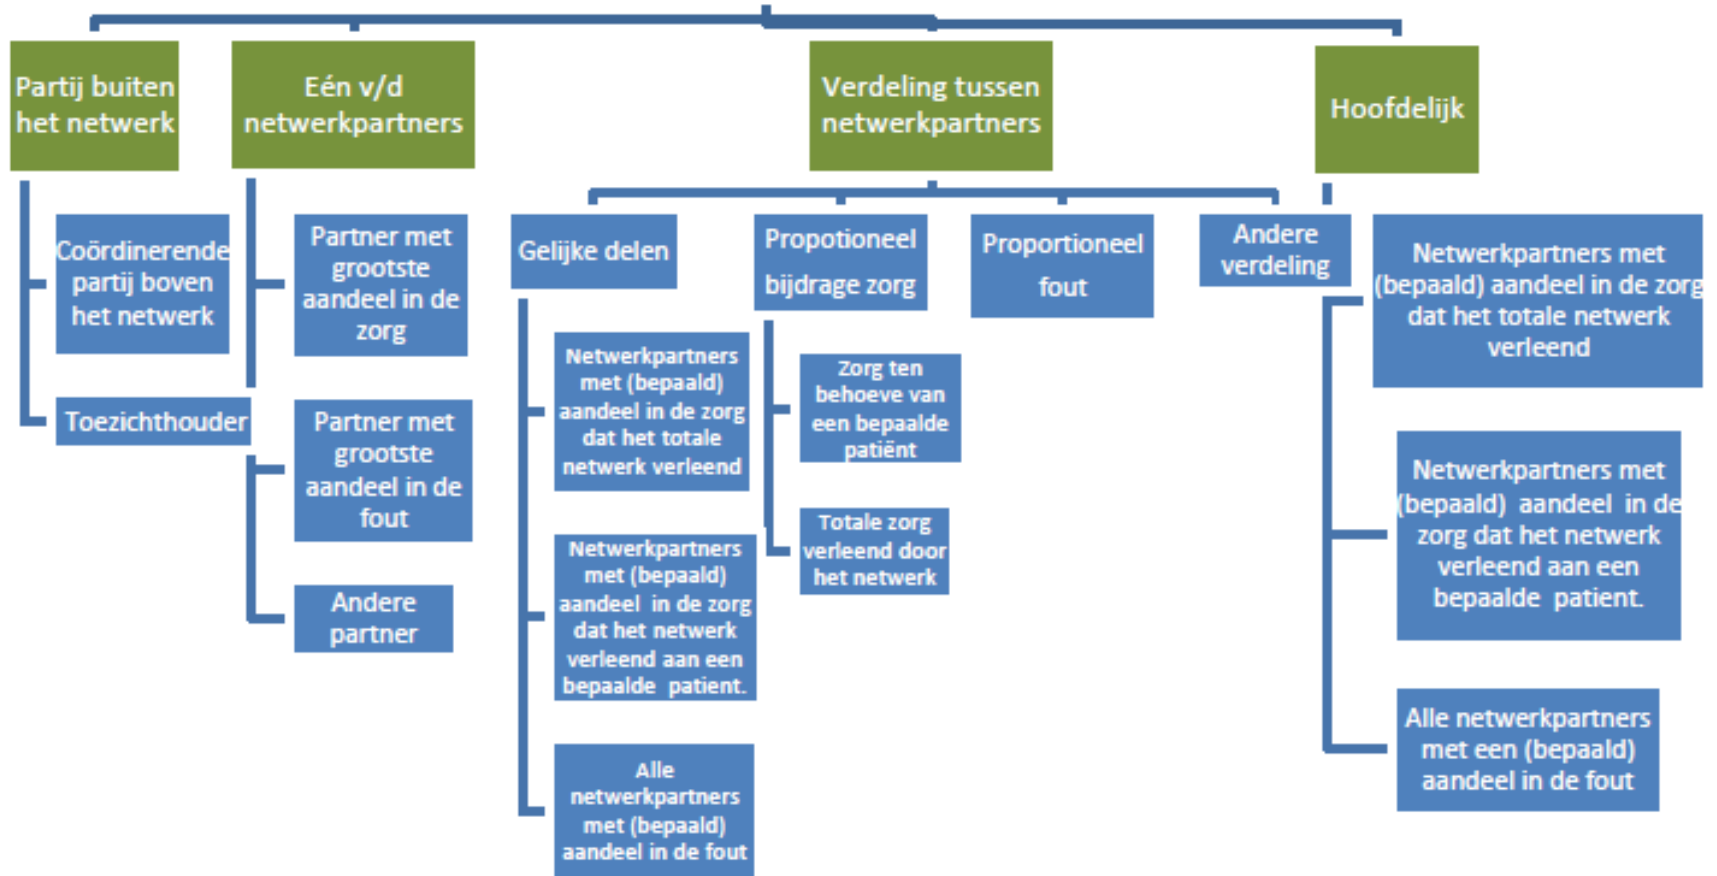 Partij buiten
het netwerk
Eén v/d
netwerkpartners
Verdeling tussen
netwerkpartners
Hoofdelijk
Coördinerende
partij boven
het netwerk
Toezichthouder
Partner met
grootste
aandeel in de
zorg
Partner met
grootste
aandeel in de
fout
Andere
partner
Gelijke delen
Netwerkpartners
met (bepaald)
aandeel in de zorg
dat het totale
netwerk verleend
Netwerkpartners
met (bepaald)
aandeel in de zorg
dat het netwerk
verleend aan een
bepaalde patient.
Alle
netwerkpartners
met (bepaald)
aandeel in de fout
Propotioneel
bijdrage zorg
Zorg ten
behoeve van
een bepaalde
patiënt
Totale zorg
verleend door
het netwerk
Proportioneel
fout
Andere
verdeling
Netwerkpartners met
(bepaald) aandeel in de zorg
dat het totale netwerk
verleend
Netwerkpartners met
(bepaald) aandeel in de
zorg dat het netwerk
verleend aan een
bepaalde patient.
Alle netwerkpartners
met een (bepaald)
aandeel in de fout